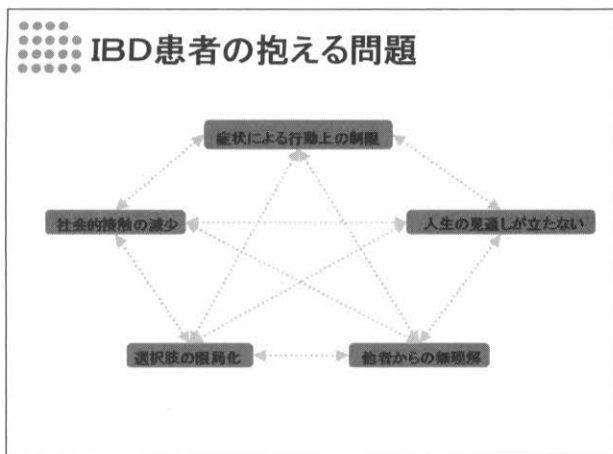 IBD患者の抱える問題
症状による行動上の制限
社会的接触の減少
人生の見通しが立たない
選択肢の限局化
他者からの無理解